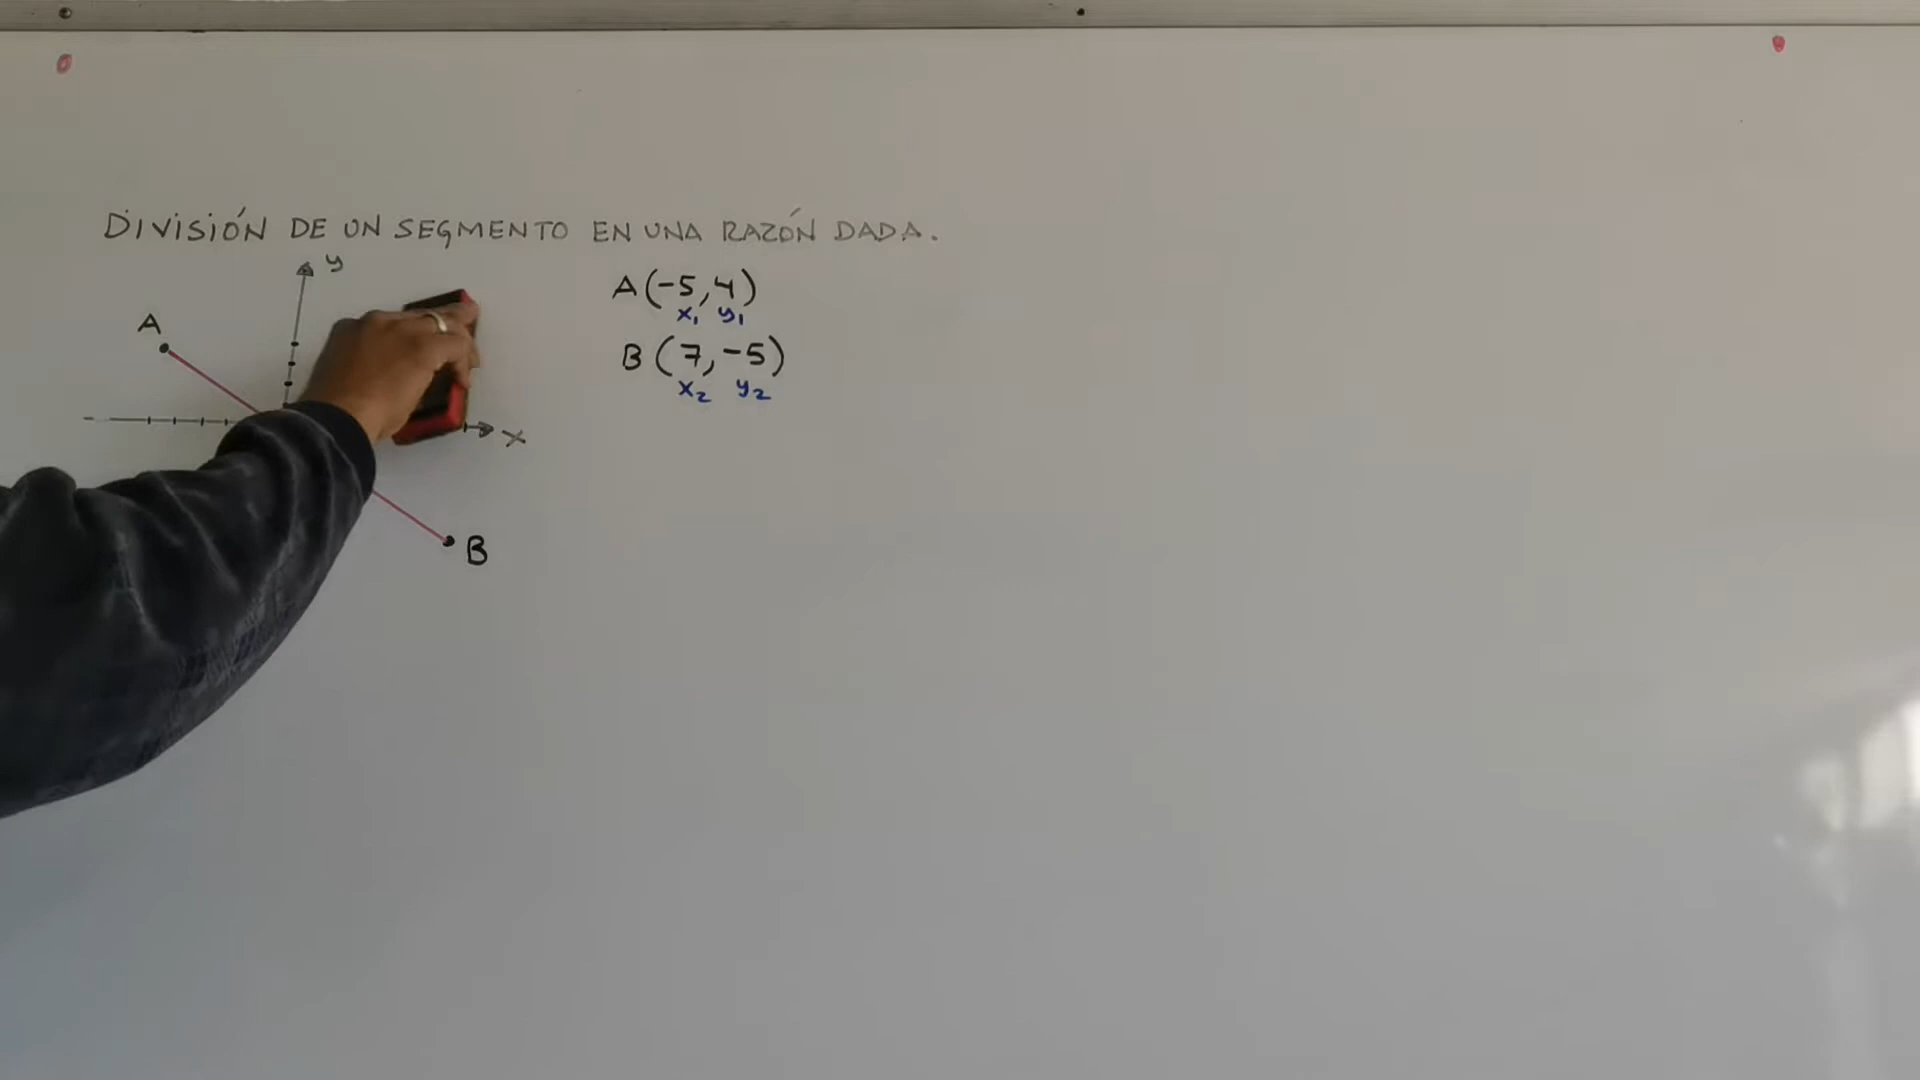 DIVISIÓN DE UN SEGMENTO EN UNA RAZÓN DADA.
y
A
x
B
A(-5,4)
x₁ y₁
B(7,-5)
x₂ y₂